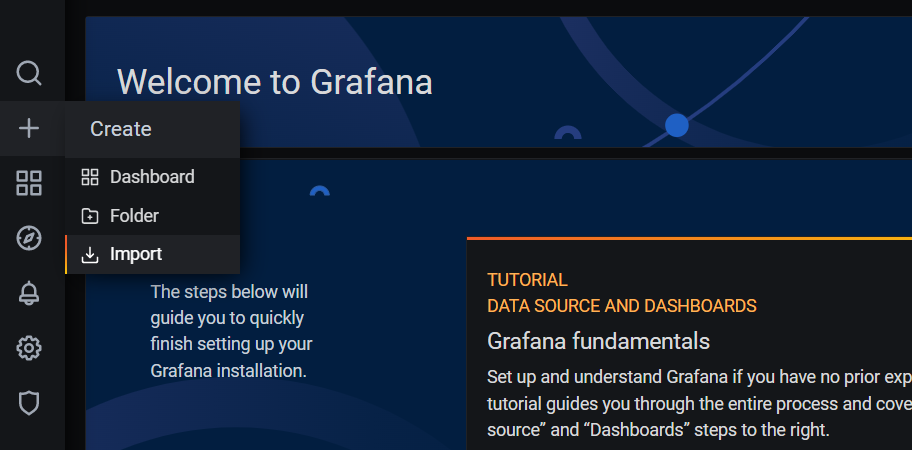 Welcome to Grafana
Create
Dashboard
Folder
Import
The steps below will
guide you to quickly
finish setting up your
Grafana installation.
TUTORIAL
DATA SOURCE AND DASHBOARDS
Grafana fundamentals
Set up and understand Grafana if you have no prior exp
tutorial guides you through the entire process and cove
source” and “Dashboards” steps to the right.